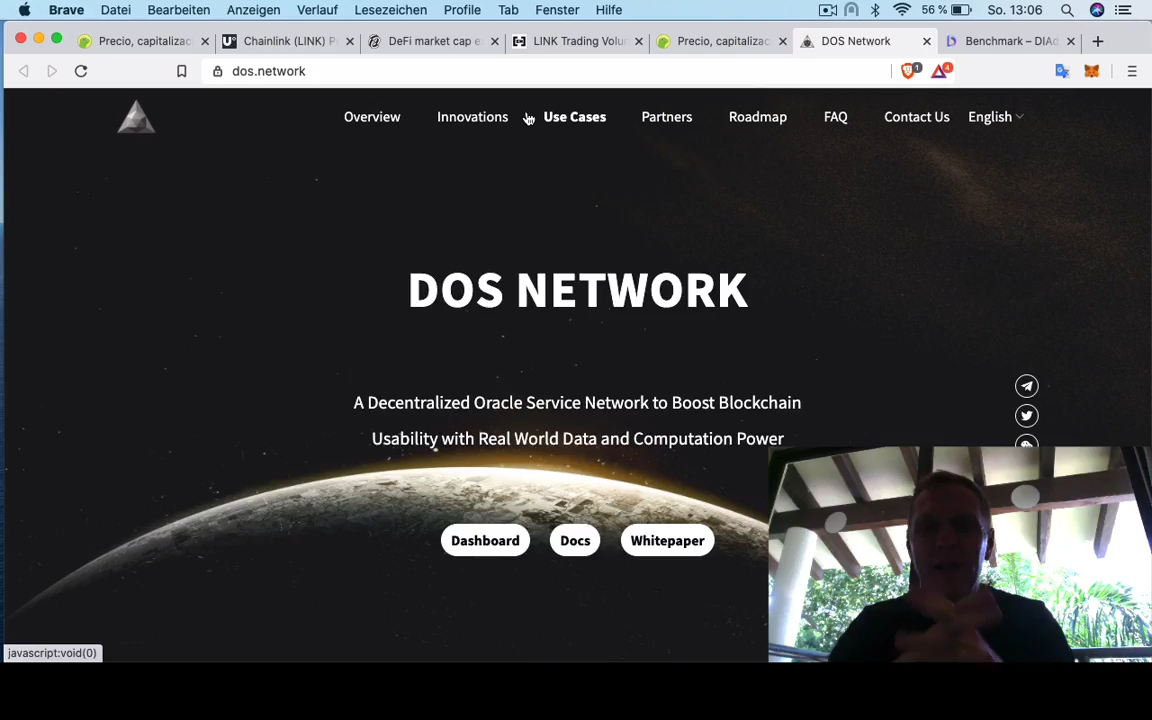 Brave Datei Bearbeiten Anzeigen Verlauf Lesezeichen Profile Tab Fenster Hilfe 56 % So. 13:06
Precio, capitalizac Chainlink (LINK) P DeFi market cap e LINK Trading Volu Precio, capitalizac DOS Network Benchmark – DIA
dos.network 1 4
Overview Innovations Use Cases Partners Roadmap FAQ Contact Us English
DOS NETWORK
A Decentralized Oracle Service Network to Boost Blockchain
Usability with Real World Data and Computation Power
Dashboard Docs Whitepaper
javascript:void(0)